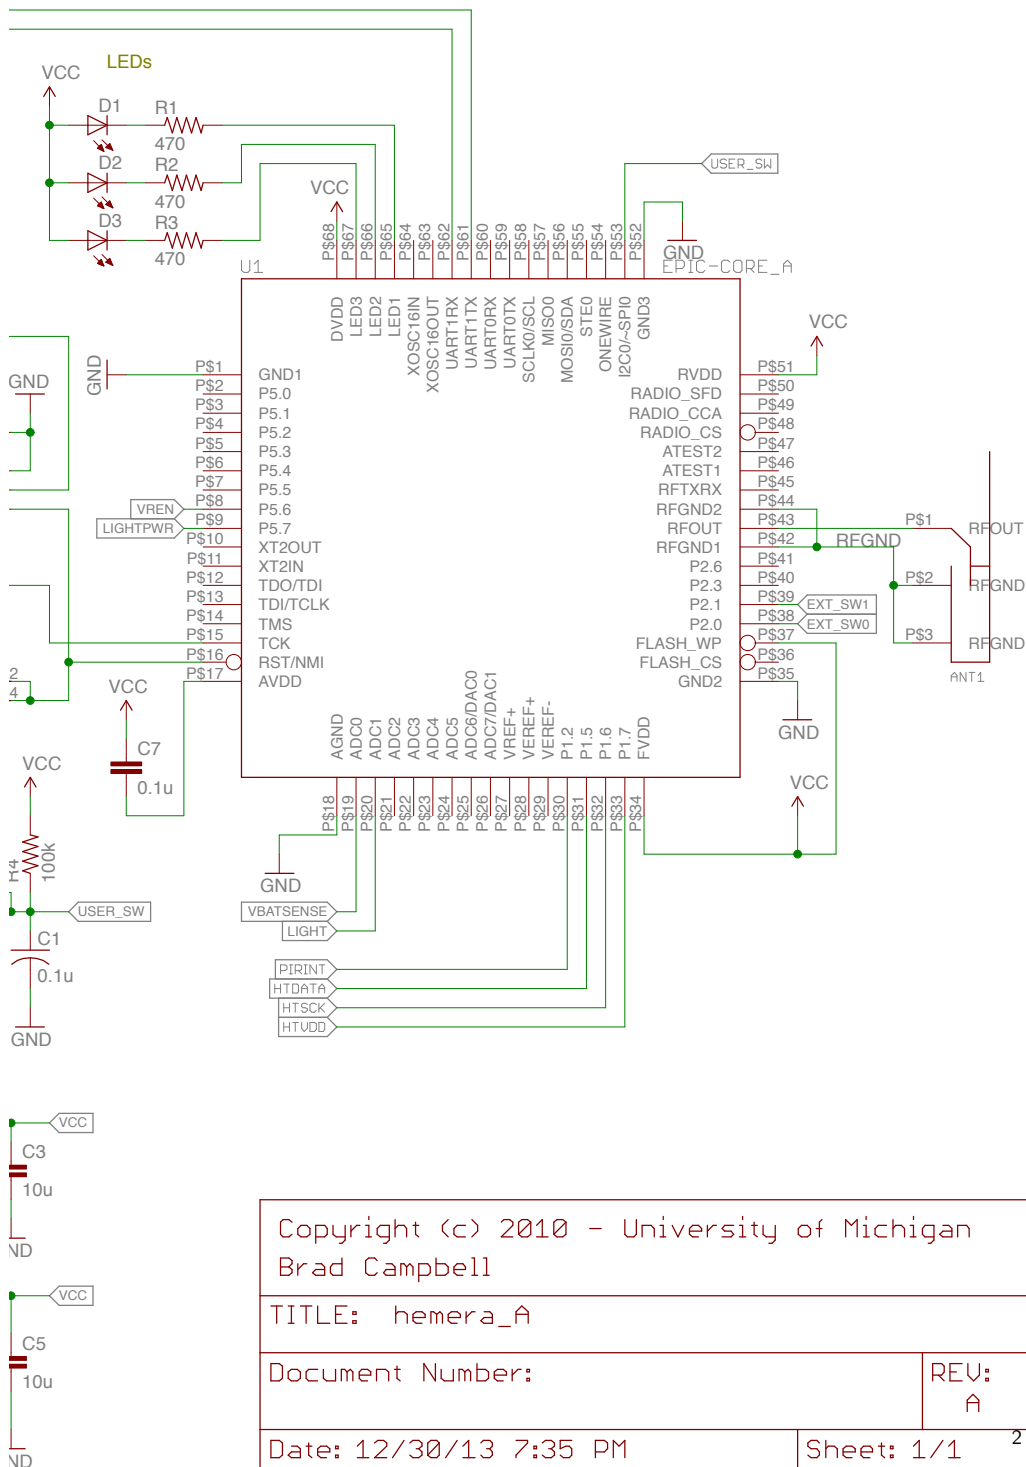 LEDs
VCC
D1
R1
470
D2
R2
470
D3
R3
470
VCC
USER_SW
GND
P$68
P$67
P$66
P$65
P$64
P$63
P$62
P$61
P$60
P$59
P$58
P$57
P$56
P$55
P$54
P$53
P$52
U1
EPIC-CORE_A
DVDD
LED3
LED2
LED1
XOSC16IN
XOSC16OUT
UART1RX
UART1TX
UART0RX
UART0TX
SCLK0/SCL
MISO0
MOSI0/SDA
STE0
ONEWIRE
I2C0/~SPI0
GND3
GND
GND
P$1 GND1
P$2 P5.0
P$3 P5.1
P$4 P5.2
P$5 P5.3
P$6 P5.4
P$7 P5.5
VREN P$8 P5.6
LIGHTPWR P$9 P5.7
P$10 XT2OUT
P$11 XT2IN
P$12 TDO/TDI
P$13 TDI/TCLK
P$14 TMS
P$15 TCK
P$16 RST/NMI
P$17 AVDD
VCC
RVDD P$51
RADIO_SFD P$50
RADIO_CCA P$49
RADIO_CS P$48
ATEST2 P$47
ATEST1 P$46
RFTXRX P$45
RFGND2 P$44
RFOUT P$43
RFGND1 P$42
P2.6 P$41
P2.3 P$40
P2.1 P$39 EXT_SW1
P2.0 P$38 EXT_SW0
FLASH_WP P$37
FLASH_CS P$36
GND2 P$35
RFGND
P$1 RFOUT
P$2 RFGND
P$3 RFGND
ANT1
GND
VCC
2
4
VCC
C7
0.1u
AGND
ADC0
ADC1
ADC2
ADC3
ADC4
ADC5
ADC6/DAC0
ADC7/DAC1
VREF+
VEREF+
VEREF-
P1.2
P1.5
P1.6
P1.7
FVDD
P$18
P$19
P$20
P$21
P$22
P$23
P$24
P$25
P$26
P$27
P$28
P$29
P$30
P$31
P$32
P$33
P$34
VCC
R4
100k
USER_SW
C1
0.1u
GND
GND
VBATSENSE
LIGHT
PIRINT
HTDATA
HTSCK
HTVDD
VCC
C3
10u
ND
VCC
C5
10u
ND
Copyright (c) 2010 - University of Michigan
Brad Campbell
TITLE: hemera_A
Document Number:
REV:
A
Date: 12/30/13 7:35 PM
Sheet: 1/1
2